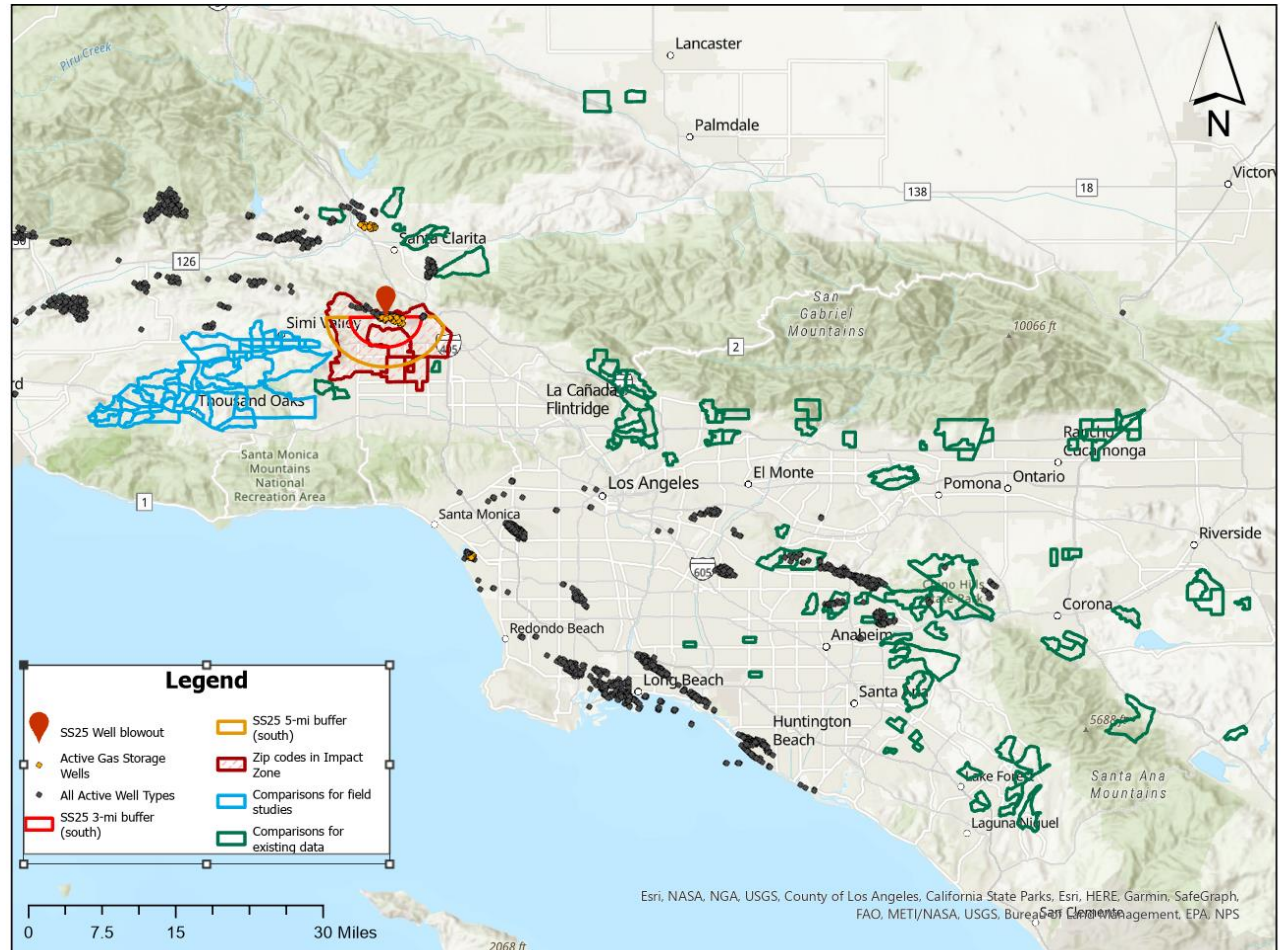 Piru Creek
Lancaster
N
Palmdale
138
18
Victorv
126
Santa Clarita
Simi Valley
405
San
Gabriel
Mountains
10066 ft
2
rd
Thousand Oaks
La Cañada
Flintridge
Rancho
Cucamonga
Santa Monica
Mountains
National
Recreation Area
1
El Monte
Los Angeles
Pomona
Ontario
Santa Monica
Riverside
605
Chino Hills
State Park
Corona
Redondo Beach
Anaheim
Long Beach
Santa Ana
Huntington
Beach
5688 ft
Santa Ana
Mountains
Lake Forest
Laguna Niguel
Legend
SS25 Well blowout
Active Gas Storage
Wells
All Active Well Types
SS25 3-mi buffer
(south)
SS25 5-mi buffer
(south)
Zip codes in Impact
Zone
Comparisons for field
studies
Comparisons for
existing data
0 7.5 15 30 Miles
2068 ft
San Clemente
Esri, NASA, NGA, USGS, County of Los Angeles, California State Parks, Esri, HERE, Garmin, SafeGraph,
FAO, METI/NASA, USGS, Bureau of Land Management, EPA, NPS